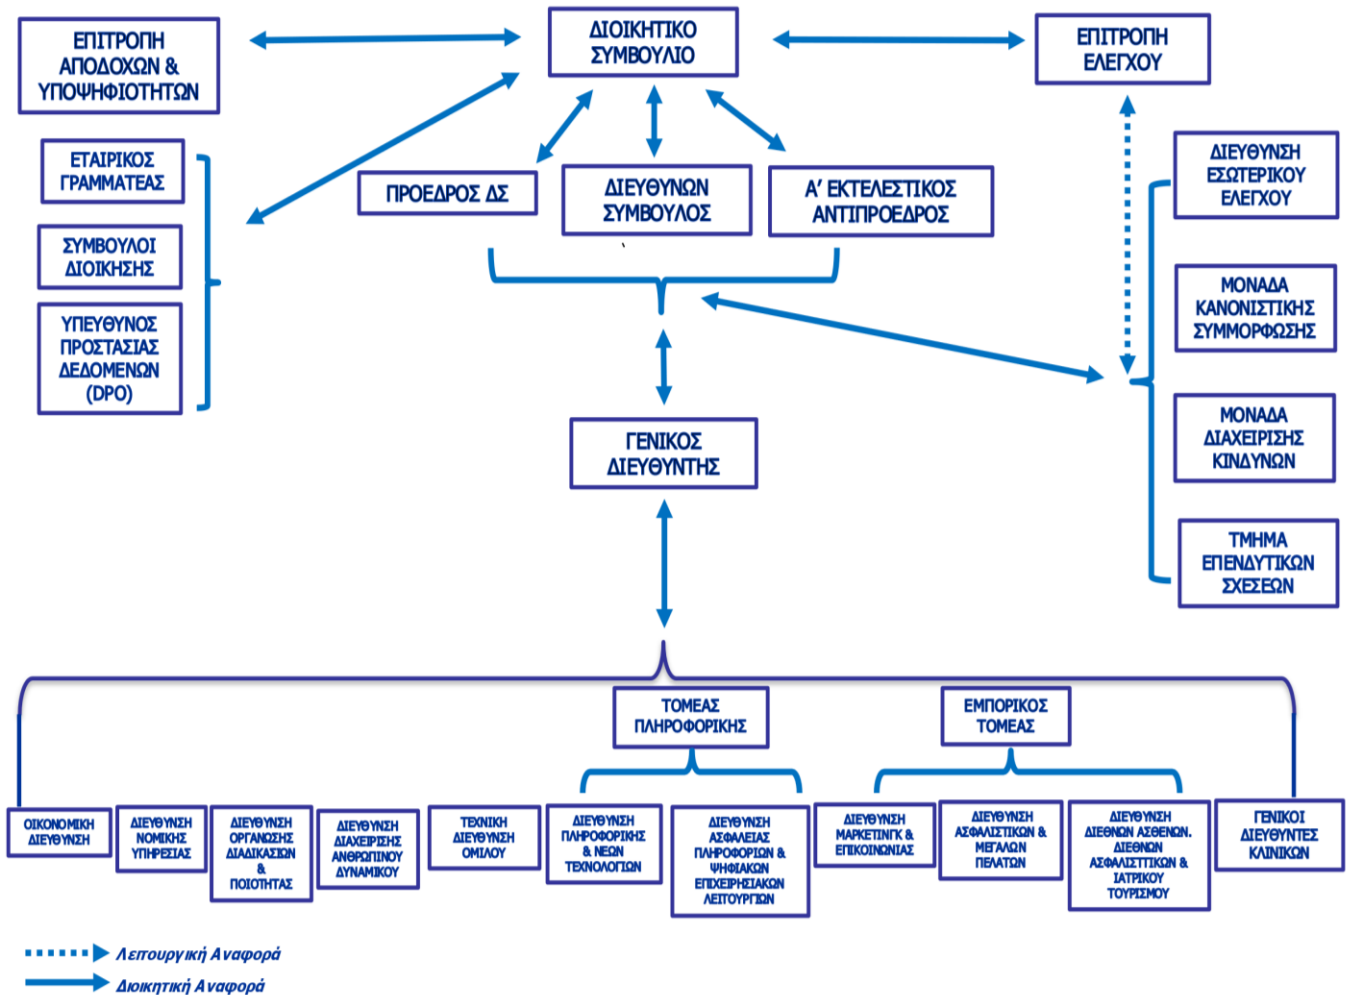 ΕΠΙΤΡΟΠΗ
ΑΠΟΔΟΧΩΝ &
ΥΠΟΨΗΦΙΟΤΗΤΩΝ
ΔΙΟΙΚΗΤΙΚΟ
ΣΥΜΒΟΥΛΙΟ
ΕΠΙΤΡΟΠΗ
ΕΛΕΓΧΟΥ
ΕΤΑΙΡΙΚΟΣ
ΓΡΑΜΜΑΤΕΑΣ
ΣΥΜΒΟΥΛΟΙ
ΔΙΟΙΚΗΣΗΣ
ΥΠΕΥΘΥΝΟΣ
ΠΡΟΣΤΑΣΙΑΣ
ΔΕΔΟΜΕΝΩΝ
(DPO)
ΠΡΟΕΔΡΟΣ ΔΣ
ΔΙΕΥΘΥΝΩΝ
ΣΥΜΒΟΥΛΟΣ
Α’ ΕΚΤΕΛΕΣΤΙΚΟΣ
ΑΝΤΙΠΡΟΕΔΡΟΣ
ΔΙΕΥΘΥΝΣΗ
ΕΣΩΤΕΡΙΚΟΥ
ΕΛΕΓΧΟΥ
ΜΟΝΑΔΑ
ΚΑΝΟΝΙΣΤΙΚΗΣ
ΣΥΜΜΟΡΦΩΣΗΣ
ΜΟΝΑΔΑ
ΔΙΑΧΕΙΡΙΣΗΣ
ΚΙΝΔΥΝΩΝ
ΤΜΗΜΑ
ΕΠΕΝΔΥΤΙΚΩΝ
ΣΧΕΣΕΩΝ
ΓΕΝΙΚΟΣ
ΔΙΕΥΘΥΝΤΗΣ
ΤΟΜΕΑΣ
ΠΛΗΡΟΦΟΡΙΚΗΣ
ΕΜΠΟΡΙΚΟΣ
ΤΟΜΕΑΣ
ΟΙΚΟΝΟΜΙΚΗ
ΔΙΕΥΘΥΝΣΗ
ΔΙΕΥΘΥΝΣΗ
ΝΟΜΙΚΗΣ
ΥΠΗΡΕΣΙΑΣ
ΔΙΕΥΘΥΝΣΗ
ΟΡΓΑΝΩΣΗΣ
ΔΙΑΔΙΚΑΣΙΩΝ
&
ΠΟΙΟΤΗΤΑΣ
ΔΙΕΥΘΥΝΣΗ
ΔΙΑΧΕΙΡΙΣΗΣ
ΑΝΘΡΩΠΙΝΟΥ
ΔΥΝΑΜΙΚΟΥ
ΤΕΧΝΙΚΗ
ΔΙΕΥΘΥΝΣΗ
ΟΜΙΛΟΥ
ΔΙΕΥΘΥΝΣΗ
ΠΛΗΡΟΦΟΡΙΚΗΣ
& ΝΕΩΝ
ΤΕΧΝΟΛΟΓΙΩΝ
ΔΙΕΥΘΥΝΣΗ
ΑΣΦΑΛΕΙΑΣ
ΠΛΗΡΟΦΟΡΙΩΝ &
ΨΗΦΙΑΚΩΝ
ΕΠΙΧΕΙΡΗΣΙΑΚΩΝ
ΛΕΙΤΟΥΡΓΙΩΝ
ΔΙΕΥΘΥΝΣΗ
ΜΑΡΚΕΤΙΝΓΚ &
ΕΠΙΚΟΙΝΩΝΙΑΣ
ΔΙΕΥΘΥΝΣΗ
ΑΣΦΑΛΙΣΤΙΚΩΝ &
ΜΕΓΑΛΩΝ
ΠΕΛΑΤΩΝ
ΔΙΕΥΘΥΝΣΗ
ΔΙΕΘΝΩΝ ΑΣΘΕΝΩΝ.
ΔΙΕΘΝΩΝ
ΑΣΦΑΛΙΣΤΤΙΚΩΝ &
ΙΑΤΡΙΚΟΥ
ΤΟΥΡΙΣΜΟΥ
ΓΕΝΙΚΟΙ
ΔΙΕΥΘΥΝΤΕΣ
ΚΛΙΝΙΚΩΝ
Λειτουργική Αναφορά
Διοικητική Αναφορά